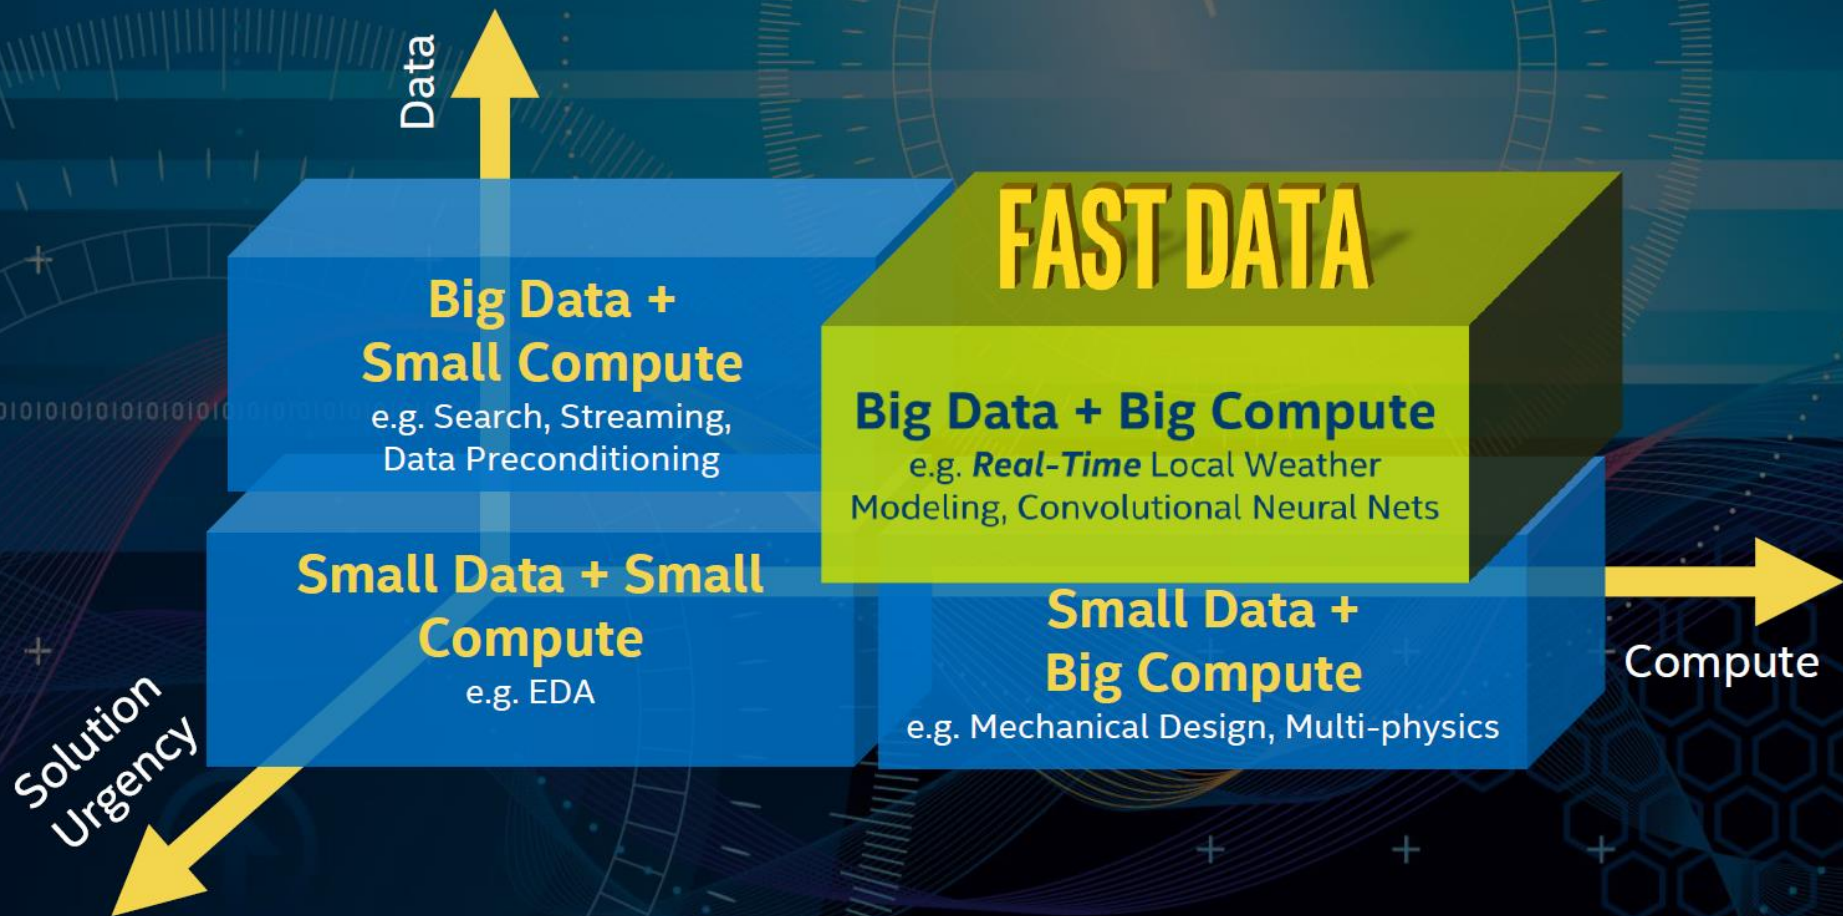 Data
FAST DATA
Big Data +
Small Compute
e.g. Search, Streaming,
Data Preconditioning
Big Data + Big Compute
e.g. Real-Time Local Weather
Modeling, Convolutional Neural Nets
Small Data + Small
Compute
e.g. EDA
Small Data +
Big Compute
e.g. Mechanical Design, Multi-physics
Compute
Solution
Urgency